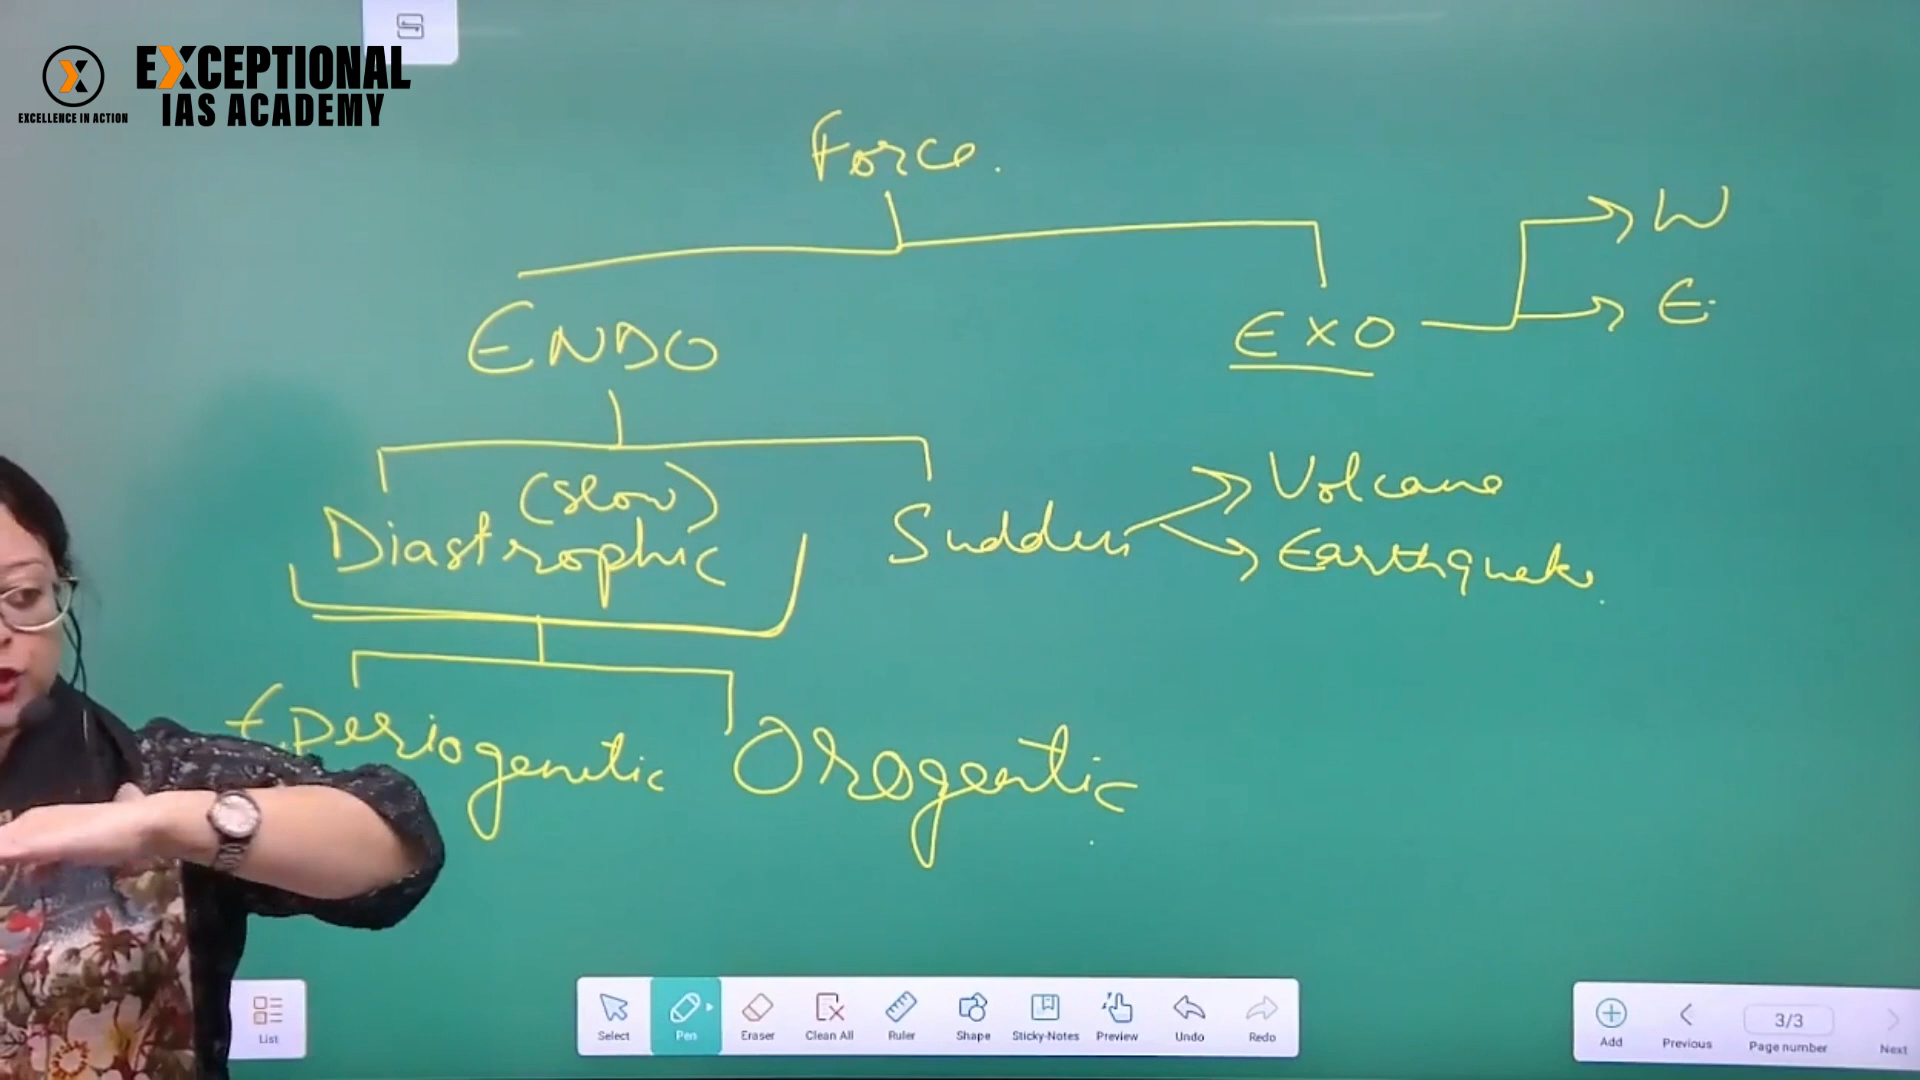 EXCEPTIONAL
IAS ACADEMY
EXCELLENCE IN ACTION
Force.
ENDO
EXO
W
E.
(slow)
Diastrophic
Sudden
Volcano
Earthquake.
Eperiogenetic
Orogentic
List
Select
Pen
Eraser
Clean All
Ruler
Shape
Sticky-Notes
Preview
Undo
Redo
Add
Previous
3/3
Page number
Next